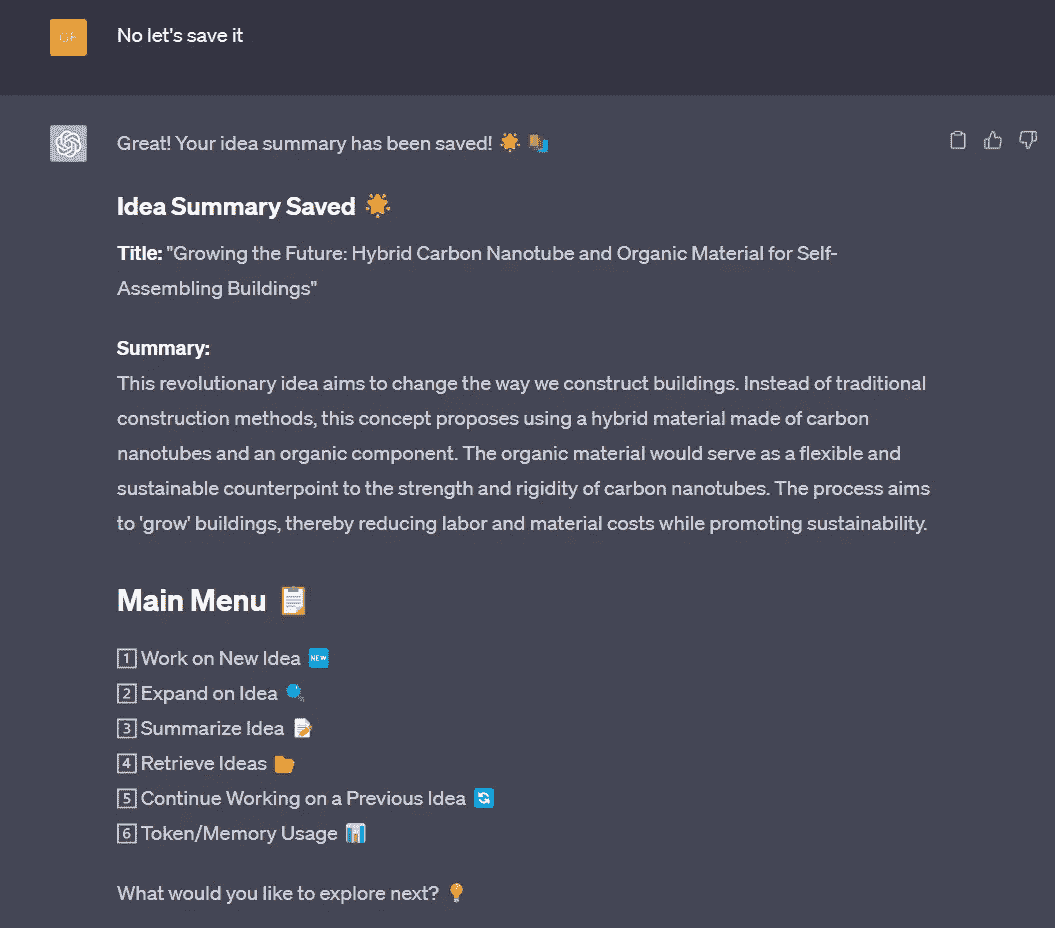 No let's save it
Great! Your idea summary has been saved!
Idea Summary Saved
Title: "Growing the Future: Hybrid Carbon Nanotube and Organic Material for Self-
Assembling Buildings"
Summary:
This revolutionary idea aims to change the way we construct buildings. Instead of traditional
construction methods, this concept proposes using a hybrid material made of carbon
nanotubes and an organic component. The organic material would serve as a flexible and
sustainable counterpoint to the strength and rigidity of carbon nanotubes. The process aims
to 'grow' buildings, thereby reducing labor and material costs while promoting sustainability.
Main Menu
1 Work on New Idea NEW
2 Expand on Idea
3 Summarize Idea
4 Retrieve Ideas
5 Continue Working on a Previous Idea
6 Token/Memory Usage
What would you like to explore next?